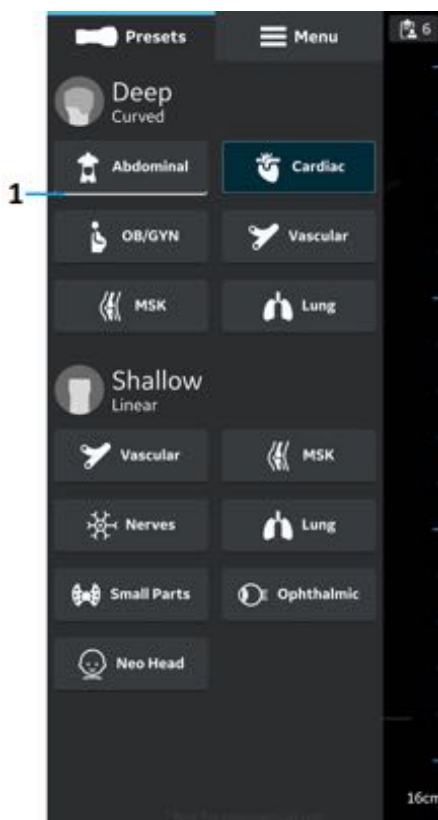 Presets
Menu
6
Deep
Curved
Abdominal
Cardiac
1
OB/GYN
Vascular
MSK
Lung
Shallow
Linear
Vascular
MSK
Nerves
Lung
Small Parts
Ophthalmic
Neo Head
16cm